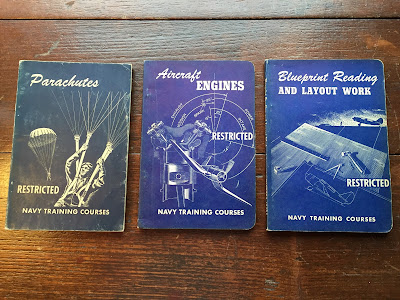 Parachutes
RESTRICTED
NAVY TRAINING COURSES
Aircraft
ENGINES
RESTRICTED
NAVY TRAINING COURSES
Blueprint Reading
AND LAYOUT WORK
RESTRICTED
NAVY TRAINING COURSES